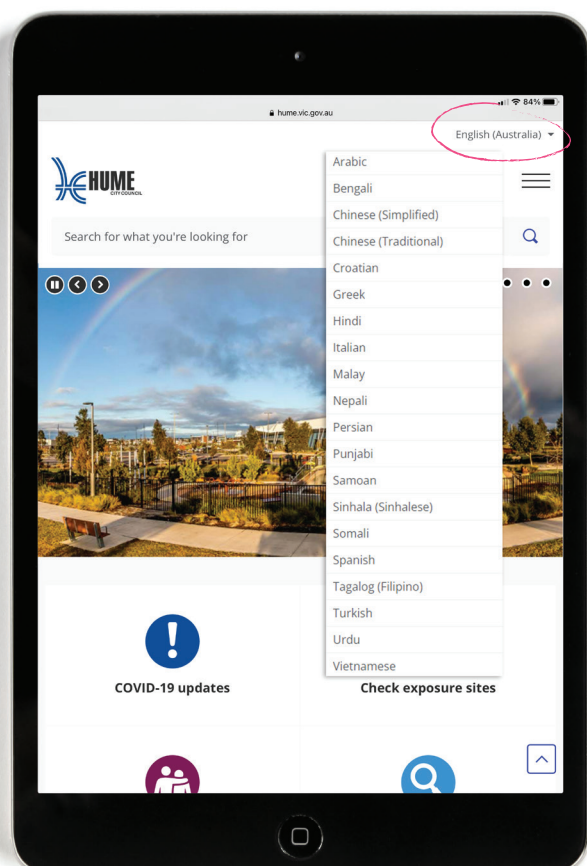 84%
hume.vic.gov.au
English (Australia)
HUME
CITY COUNCIL
Search for what you're looking for
Arabic
Bengali
Chinese (Simplified)
Chinese (Traditional)
Croatian
Greek
Hindi
Italian
Malay
Nepali
Persian
Punjabi
Samoan
Sinhala (Sinhalese)
Somali
Spanish
Tagalog (Filipino)
Turkish
Urdu
Vietnamese
COVID-19 updates
Check exposure sites